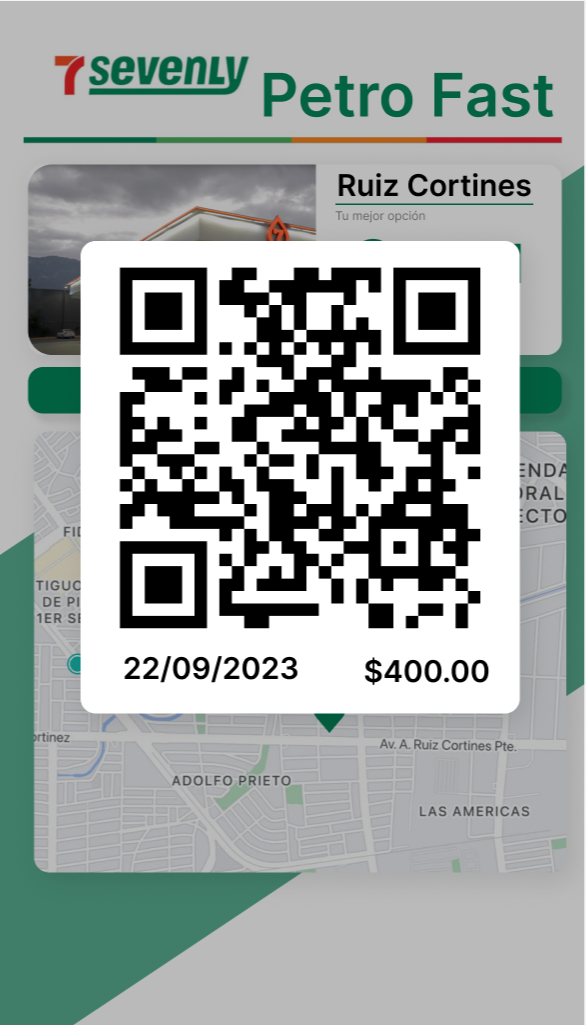 7 SEVENLY
Petro Fast
Ruiz Cortines
Tu mejor opción
22/09/2023
$400.00
Av. A. Ruiz Cortines Pte.
ADOLFO PRIETO
LAS AMERICAS